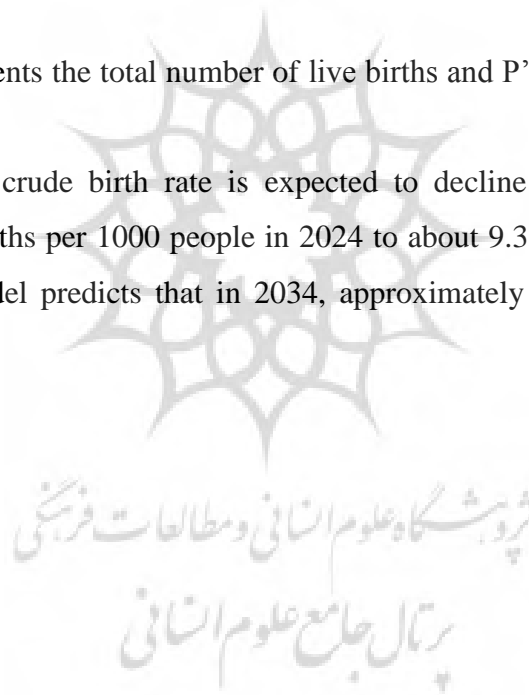 ents the total number of live births and P’
crude birth rate is expected to decline
ths per 1000 people in 2024 to about 9.3
del predicts that in 2034, approximately
پژوهشگاه علوم انسانی و مطالعات فرهنگی
پرتال جامع علوم انسانی